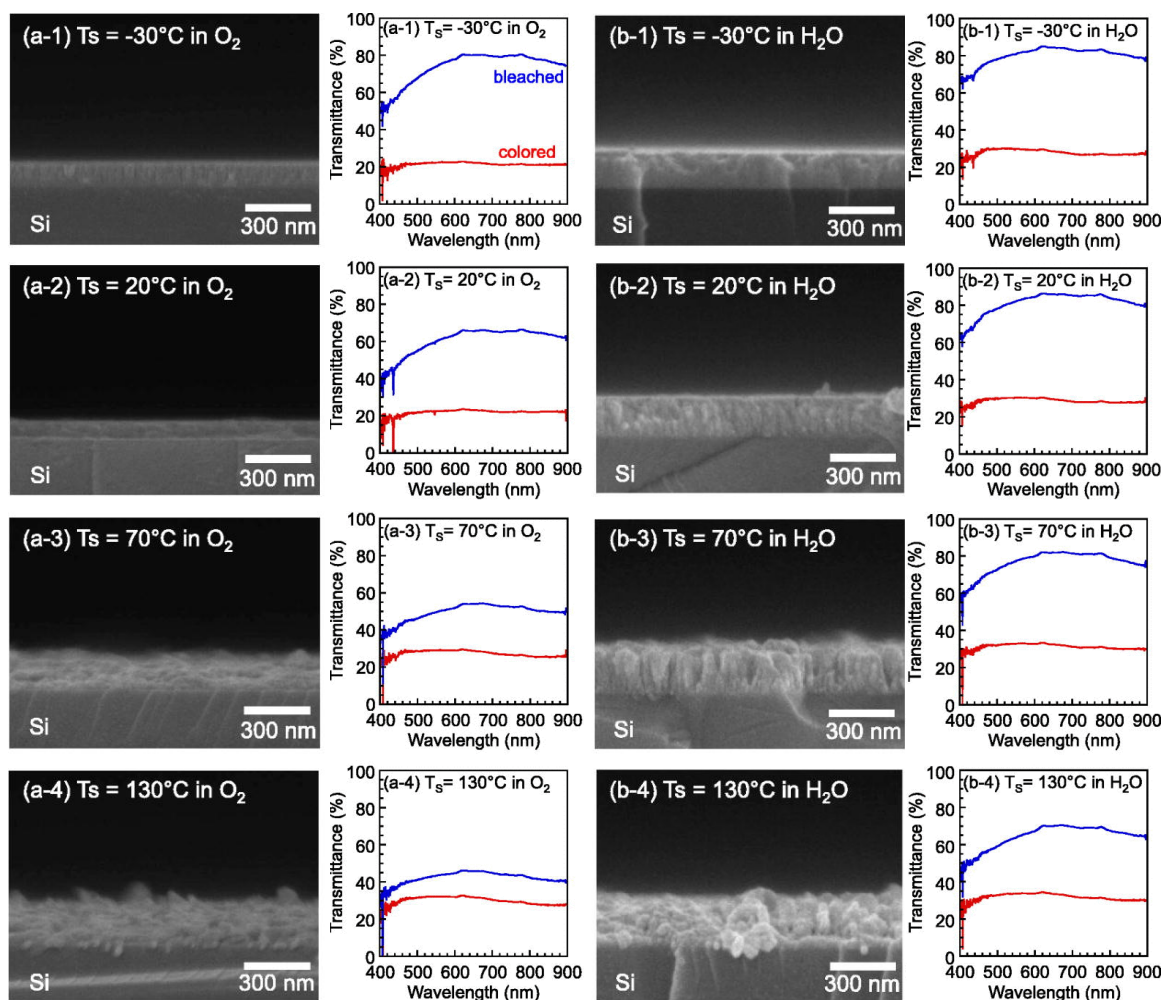 (a-1) Ts = -30°C in O₂
Si
300 nm
(a-1) Tₛ= -30°C in O₂
bleached
colored
Transmittance (%)
100
80
60
40
20
0
400 500 600 700 800 900
Wavelength (nm)
(b-1) Ts = -30°C in H₂O
300 nm
(b-1) Tₛ= -30°C in H₂O
Transmittance (%)
100
80
60
40
20
0
400 500 600 700 800 900
Wavelength (nm)
(a-2) Ts = 20°C in O₂
Si
300 nm
(a-2) Tₛ= 20°C in O₂
Transmittance (%)
100
80
60
40
20
0
400 500 600 700 800 900
Wavelength (nm)
(b-2) Ts = 20°C in H₂O
Si
300 nm
(b-2) Tₛ= 20°C in H₂O
Transmittance (%)
100
80
60
40
20
0
400 500 600 700 800 900
Wavelength (nm)
(a-3) Ts = 70°C in O₂
Si
300 nm
(a-3) Tₛ= 70°C in O₂
Transmittance (%)
100
80
60
40
20
0
400 500 600 700 800 900
Wavelength (nm)
(b-3) Ts = 70°C in H₂O
Si
300 nm
(b-3) Tₛ= 70°C in H₂O
Transmittance (%)
100
80
60
40
20
0
400 500 600 700 800 900
Wavelength (nm)
(a-4) Ts = 130°C in O₂
Si
300 nm
(a-4) Tₛ= 130°C in O₂
Transmittance (%)
100
80
60
40
20
0
400 500 600 700 800 900
Wavelength (nm)
(b-4) Ts = 130°C in H₂O
Si
300 nm
(b-4) Tₛ= 130°C in H₂O
Transmittance (%)
100
80
60
40
20
0
400 500 600 700 800 900
Wavelength (nm)